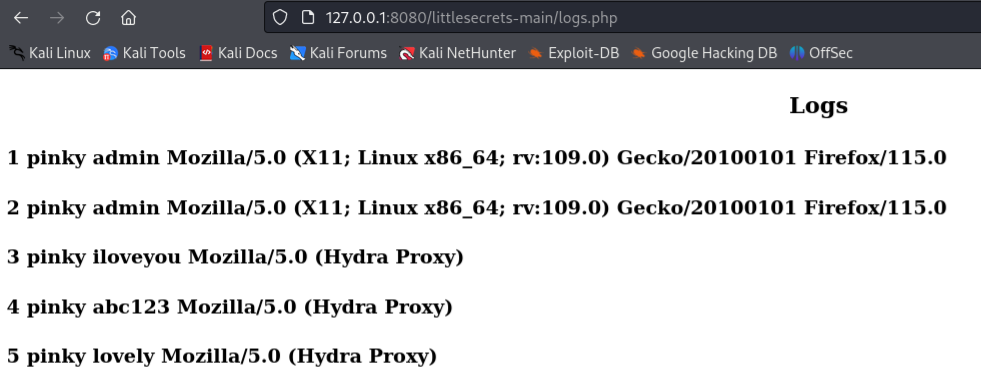 127.0.0.1:8080/littlesecrets-main/logs.php
Kali Linux Kali Tools Kali Docs Kali Forums Kali NetHunter Exploit-DB Google Hacking DB OffSec
Logs
1 pinky admin Mozilla/5.0 (X11; Linux x86_64; rv:109.0) Gecko/20100101 Firefox/115.0
2 pinky admin Mozilla/5.0 (X11; Linux x86_64; rv:109.0) Gecko/20100101 Firefox/115.0
3 pinky iloveyou Mozilla/5.0 (Hydra Proxy)
4 pinky abc123 Mozilla/5.0 (Hydra Proxy)
5 pinky lovely Mozilla/5.0 (Hydra Proxy)